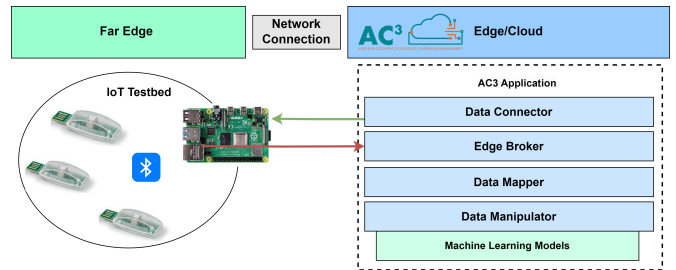 Far Edge
Network
Connection
AC³
Edge/Cloud
IoT Testbed
AC3 Application
Data Connector
Edge Broker
Data Mapper
Data Manipulator
Machine Learning Models